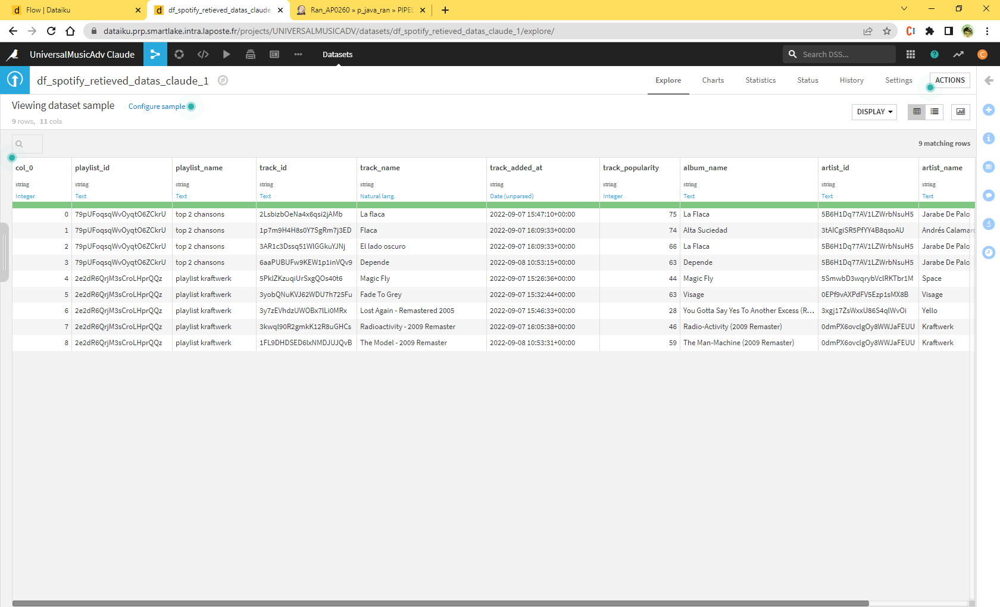 Flow | Dataiku
df_spotify_retieved_datas_claude_
Ran_AP0260 » p_java_ran » PIPEL
dataiku.prp.smartlake.intra.laposte.fr/projects/UNIVERSALMUSICADV/datasets/df_spotify_retieved_datas_claude_1/explore/
UniversalMusicAdv Claude Datasets Search DSS... C
df_spotify_retieved_datas_claude_1 Explore Charts Statistics Status History Settings ACTIONS
Viewing dataset sample Configure sample DISPLAY
9 rows, 11 cols
9 matching rows
col_0 playlist_id playlist_name track_id track_name track_added_at track_popularity album_name artist_id artist_name
string string string string string string string string string string
Integer Text Text Text Natural lang. Date (unparsed) Integer Text Text Text
0 79pUFoqsqWvOyqtO6ZCkrU top 2 chansons 2LsbizbOeNa4x6qsi2jAMb La flaca 2022-09-07 15:47:10+00:00 75 La Flaca 5B6H1Dq77AV1LZWrbNsuH5 Jarabe De Palo
1 79pUFoqsqWvOyqtO6ZCkrU top 2 chansons 1p7m9H4H8s0Y7SgRm7j3ED Flaca 2022-09-07 16:09:33+00:00 74 Alta Suciedad 3tAICgiSR5PfYY4B8qsoAU Andrés Calamaro
2 79pUFoqsqWvOyqtO6ZCkrU top 2 chansons 3AR1c3Dssq51WlGGkuYJNj El lado oscuro 2022-09-07 16:09:33+00:00 66 La Flaca 5B6H1Dq77AV1LZWrbNsuH5 Jarabe De Palo
3 79pUFoqsqWvOyqtO6ZCkrU top 2 chansons 6aaPUBUFw9KEW1p1inVQv9 Depende 2022-09-08 10:53:15+00:00 63 Depende 5B6H1Dq77AV1LZWrbNsuH5 Jarabe De Palo
4 2e2dR6QrjM3sCroLHprQQz playlist kraftwerk 5PklZKzuqiUrSxgQOs40t6 Magic Fly 2022-09-07 15:26:36+00:00 44 Magic Fly 5SmwbD3wqrybVclRKTbr1M Space
5 2e2dR6QrjM3sCroLHprQQz playlist kraftwerk 3yobQNuKVJ62WDU7h725Fu Fade To Grey 2022-09-07 15:32:44+00:00 63 Visage 0EPf9vAXPdFV5Ezp1sMX8B Visage
6 2e2dR6QrjM3sCroLHprQQz playlist kraftwerk 3y7zEVhdzUWOBx7lLi0MRx Lost Again - Remastered 2005 2022-09-07 15:46:33+00:00 28 You Gotta Say Yes To Another Excess (R... 3xgj17ZsWxxU86S4qlWvOi Yello
7 2e2dR6QrjM3sCroLHprQQz playlist kraftwerk 3kwql90R2gmkK12R8uGHCs Radioactivity - 2009 Remaster 2022-09-07 16:05:38+00:00 46 Radio-Activity (2009 Remaster) 0dmPX6ovclgOy8WWJaFEUU Kraftwerk
8 2e2dR6QrjM3sCroLHprQQz playlist kraftwerk 1FL9DHDSED6lxNMDJUJQvB The Model - 2009 Remaster 2022-09-08 10:53:31+00:00 59 The Man-Machine (2009 Remaster) 0dmPX6ovclgOy8WWJaFEUU Kraftwerk